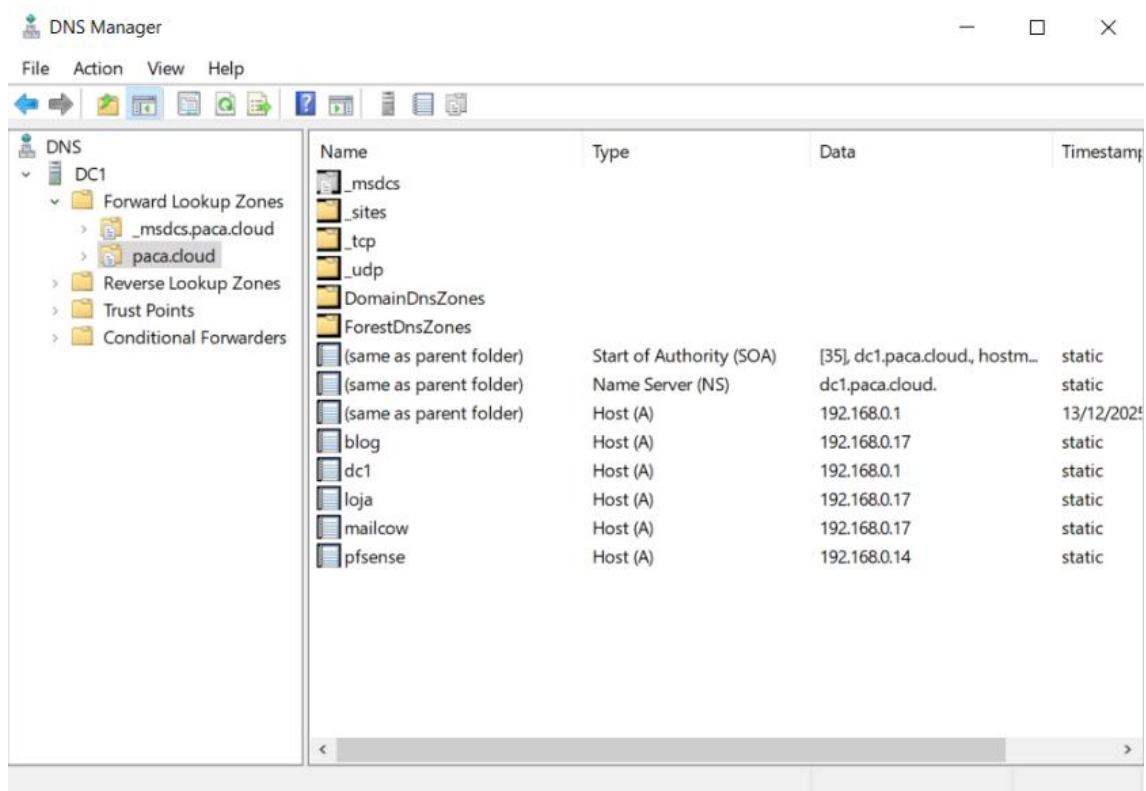 DNS Manager
File Action View Help
DNS
DC1
Forward Lookup Zones
_msdcs.paca.cloud
paca.cloud
Reverse Lookup Zones
Trust Points
Conditional Forwarders
Name Type Data Timestamp
_msdcs
_sites
_tcp
_udp
DomainDnsZones
ForestDnsZones
(same as parent folder) Start of Authority (SOA) [35], dc1.paca.cloud., hostm... static
(same as parent folder) Name Server (NS) dc1.paca.cloud. static
(same as parent folder) Host (A) 192.168.0.1 13/12/2025
blog Host (A) 192.168.0.17 static
dc1 Host (A) 192.168.0.1 static
loja Host (A) 192.168.0.17 static
mailcow Host (A) 192.168.0.17 static
pfsense Host (A) 192.168.0.14 static